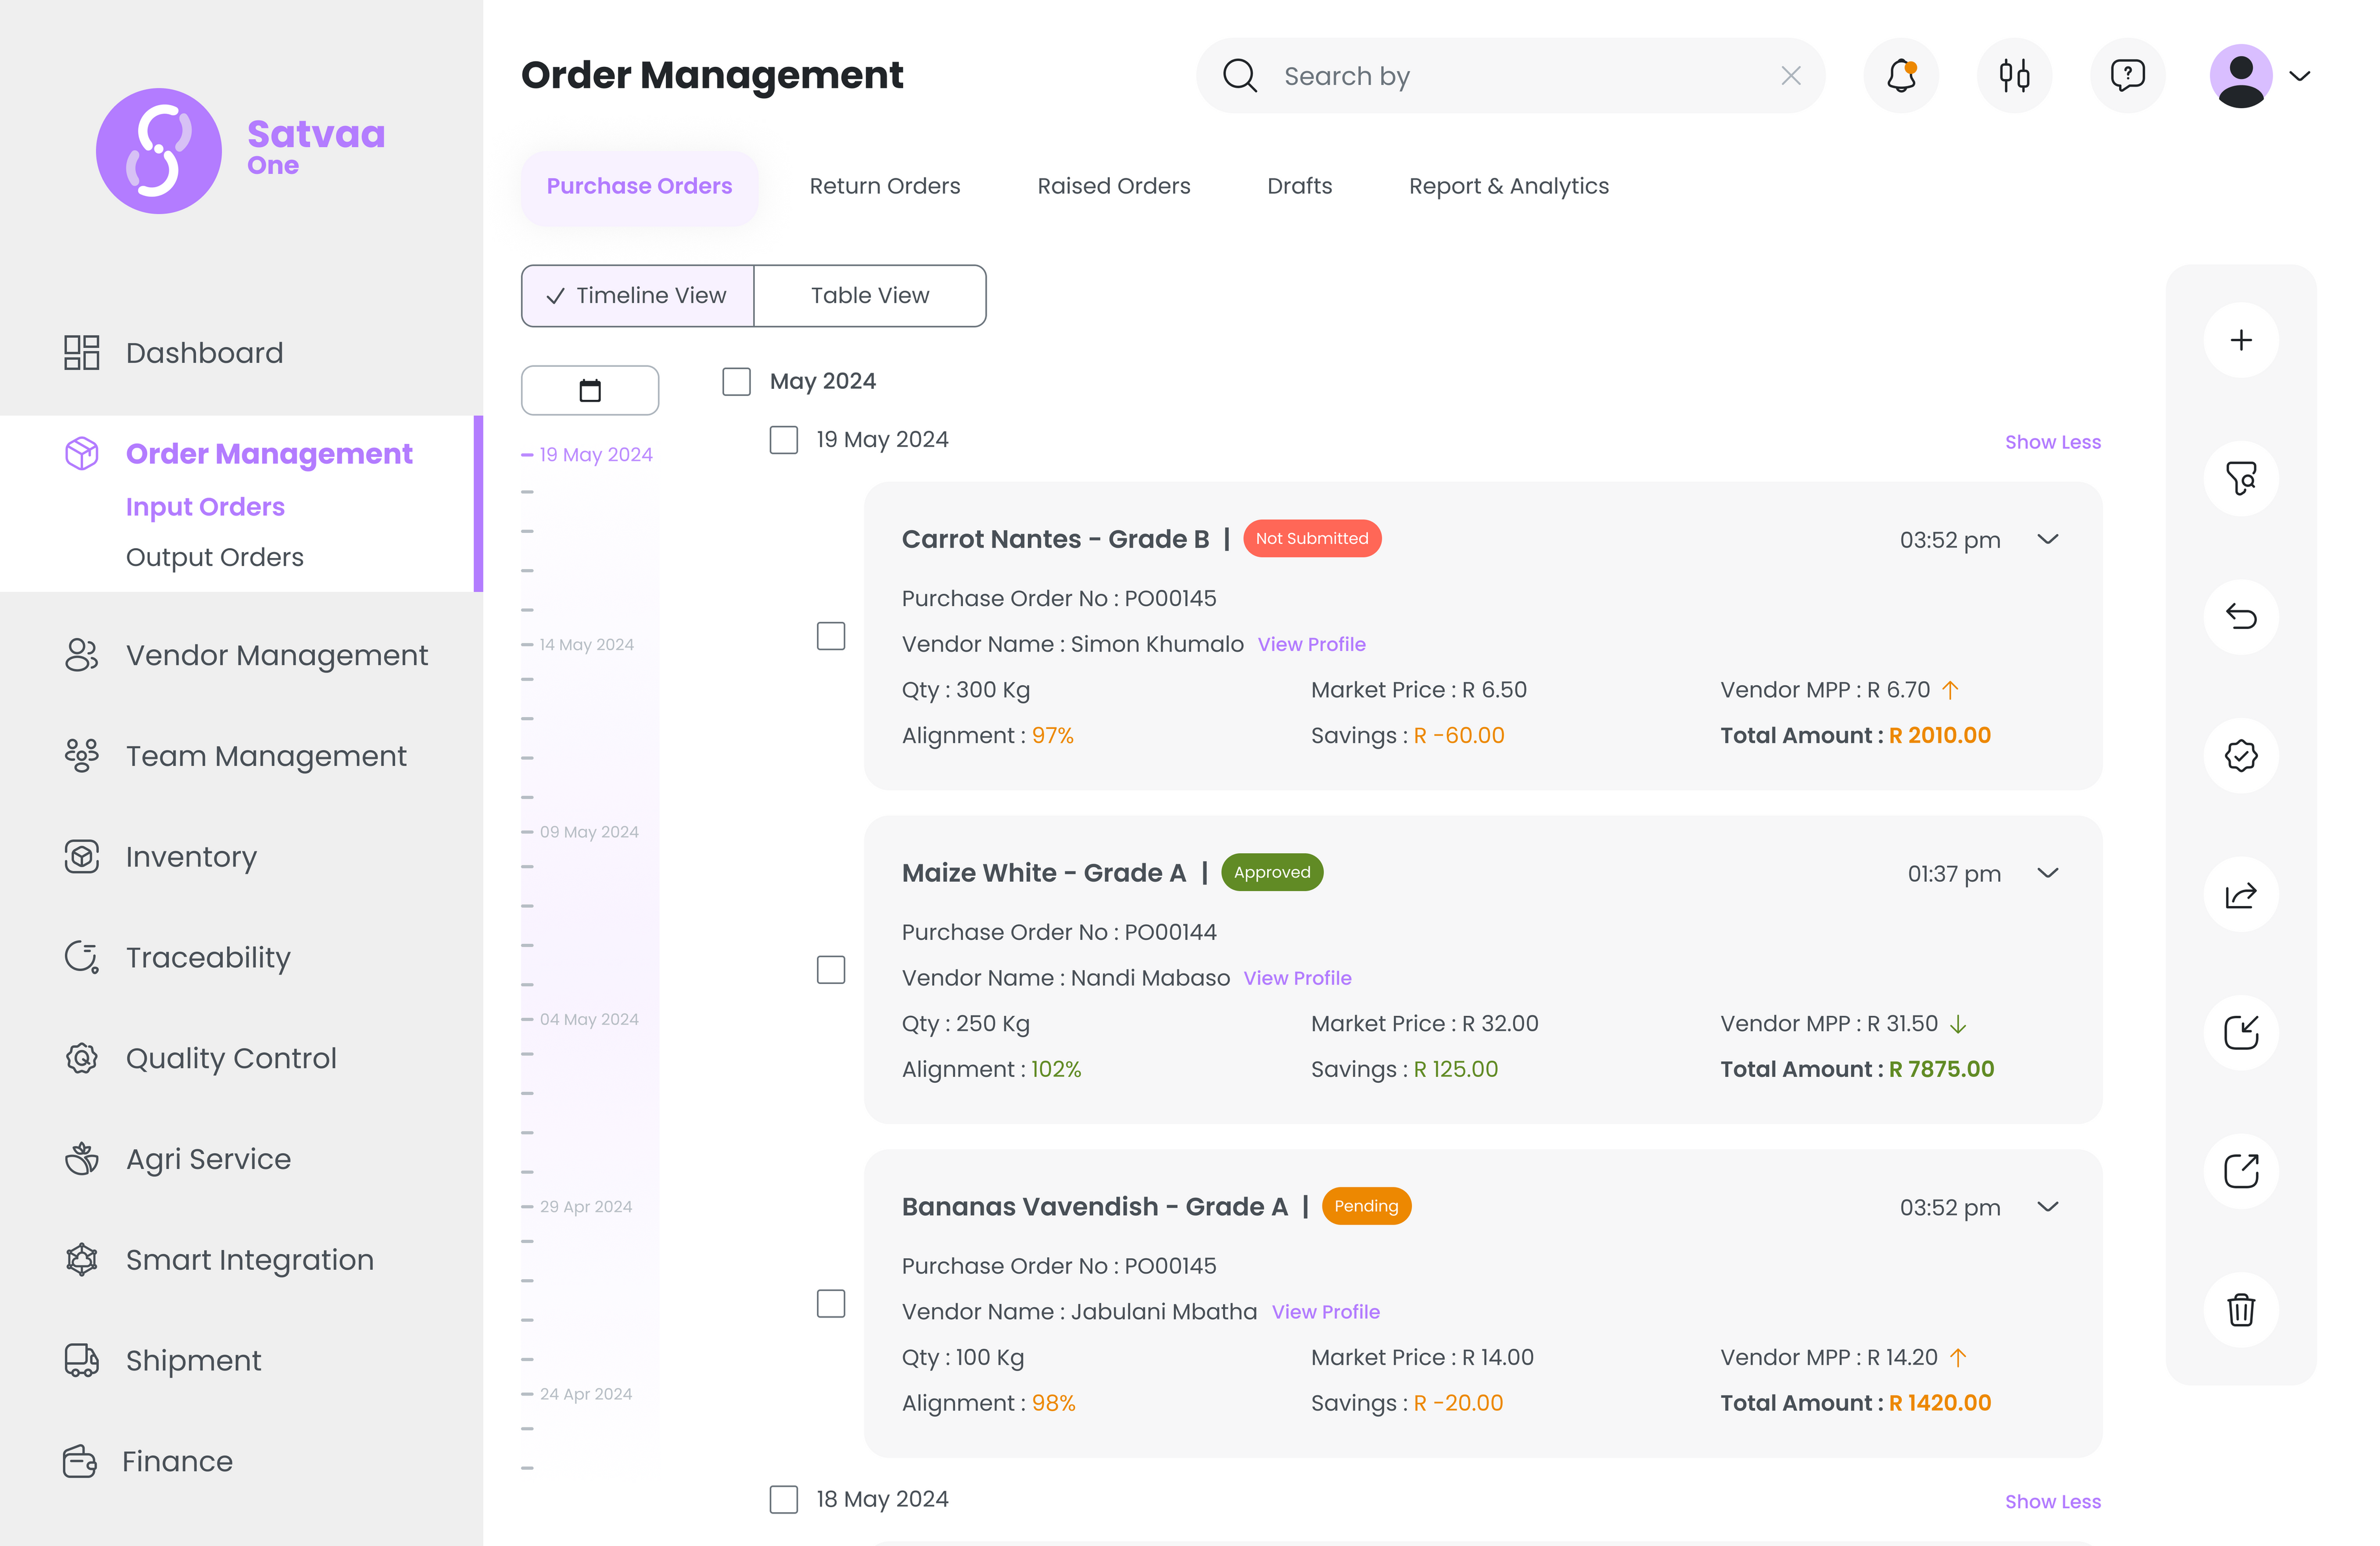 Satvaa
One
Dashboard
Order Management
Input Orders
Output Orders
Vendor Management
Team Management
Inventory
Traceability
Quality Control
Agri Service
Smart Integration
Shipment
Finance
Order Management
Search by
Purchase Orders
Return Orders
Raised Orders
Drafts
Report & Analytics
Timeline View
Table View
19 May 2024
14 May 2024
09 May 2024
04 May 2024
29 Apr 2024
24 Apr 2024
May 2024
19 May 2024
Show Less
Carrot Nantes - Grade B | Not Submitted
03:52 pm
Purchase Order No : PO00145
Vendor Name : Simon Khumalo View Profile
Qty : 300 Kg
Market Price : R 6.50
Vendor MPP : R 6.70
Alignment : 97%
Savings : R -60.00
Total Amount : R 2010.00
Maize White - Grade A | Approved
01:37 pm
Purchase Order No : PO00144
Vendor Name : Nandi Mabaso View Profile
Qty : 250 Kg
Market Price : R 32.00
Vendor MPP : R 31.50
Alignment : 102%
Savings : R 125.00
Total Amount : R 7875.00
Bananas Vavendish - Grade A | Pending
03:52 pm
Purchase Order No : PO00145
Vendor Name : Jabulani Mbatha View Profile
Qty : 100 Kg
Market Price : R 14.00
Vendor MPP : R 14.20
Alignment : 98%
Savings : R -20.00
Total Amount : R 1420.00
18 May 2024
Show Less